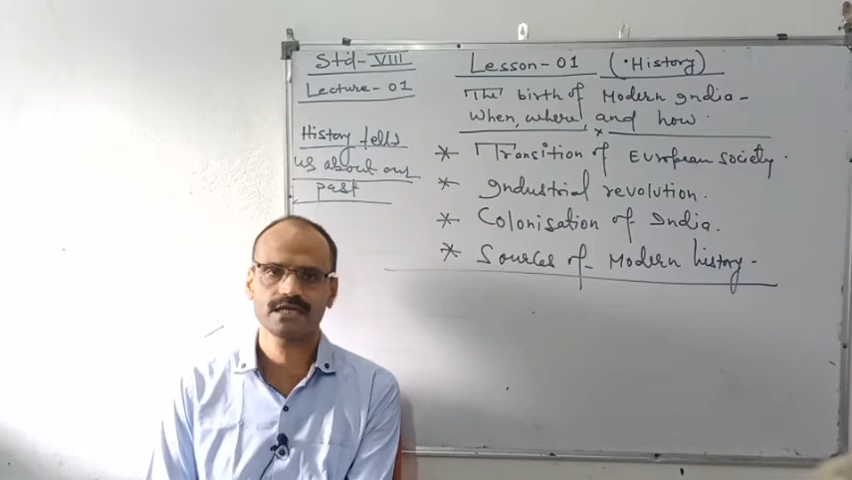 Std-VIII
Lecture-01
History tells
us about our
past
Lesson-01 (History)
The birth of Modern India-
When, where, and how.
* Transition of European society.
* Industrial revolution.
* Colonisation of India.
* Sources of Modern history-